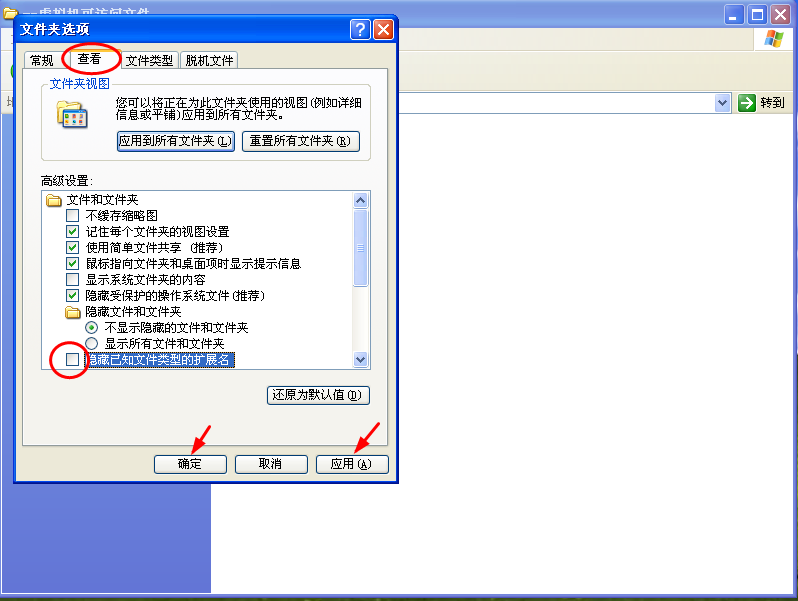 文件夹选项
常规
查看
文件类型
脱机文件
文件夹视图
您可以将正在为此文件夹使用的视图(例如详细
信息或平铺)应用到所有文件夹。
应用到所有文件夹(L)
重置所有文件夹(R)
转到
高级设置:
文件和文件夹
不缓存缩略图
记住每个文件夹的视图设置
使用简单文件共享 (推荐)
鼠标指向文件夹和桌面项时显示提示信息
显示系统文件夹的内容
隐藏受保护的操作系统文件(推荐)
隐藏文件和文件夹
不显示隐藏的文件和文件夹
显示所有文件和文件夹
隐藏已知文件类型的扩展名
还原为默认值(D)
确定
取消
应用(A)